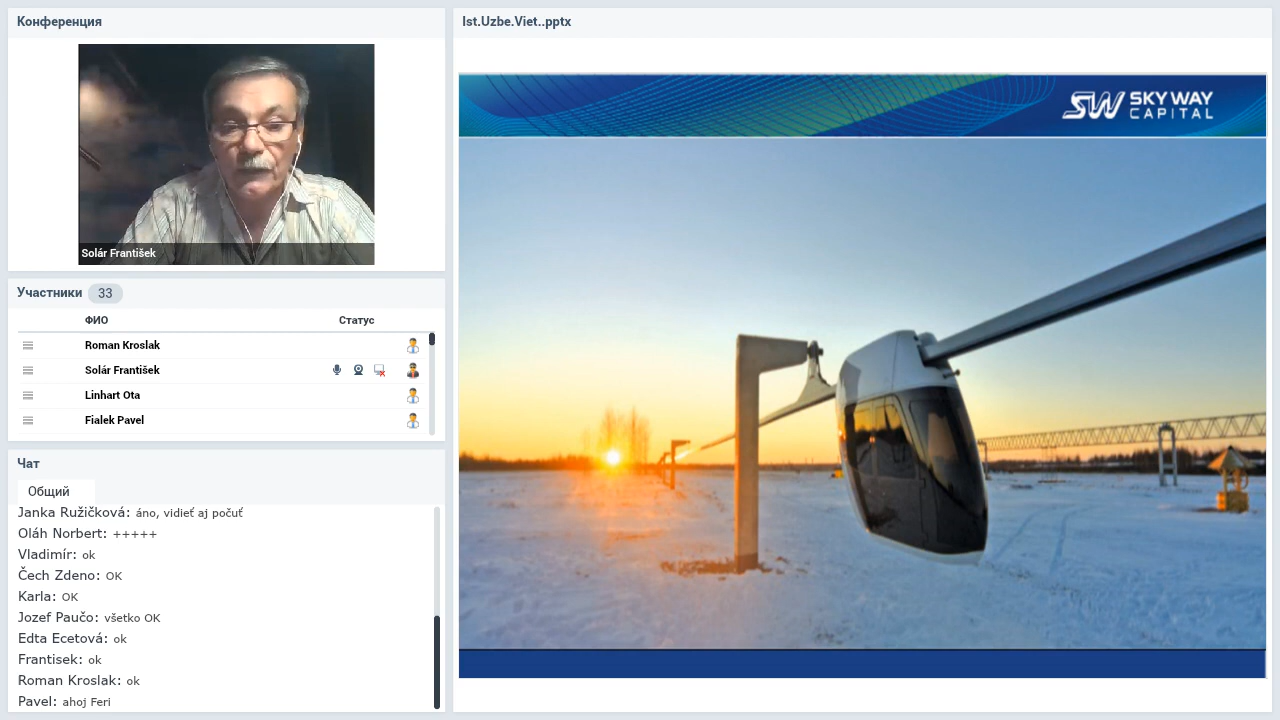 Конференция
Solár František
Участники 33
ФИО Статус
Roman Kroslak
Solár František
Linhart Ota
Fialek Pavel
Чат
Общий
Janka Ružičková: áno, vidieť aj počuť
Oláh Norbert: +++++
Vladimír: ok
Čech Zdeno: OK
Karla: OK
Jozef Paučo: všetko OK
Edta Ecetová: ok
Frantisek: ok
Roman Kroslak: ok
Pavel: ahoj Feri
Ist.Uzbe.Viet..pptx
SW SKY WAY
CAPITAL